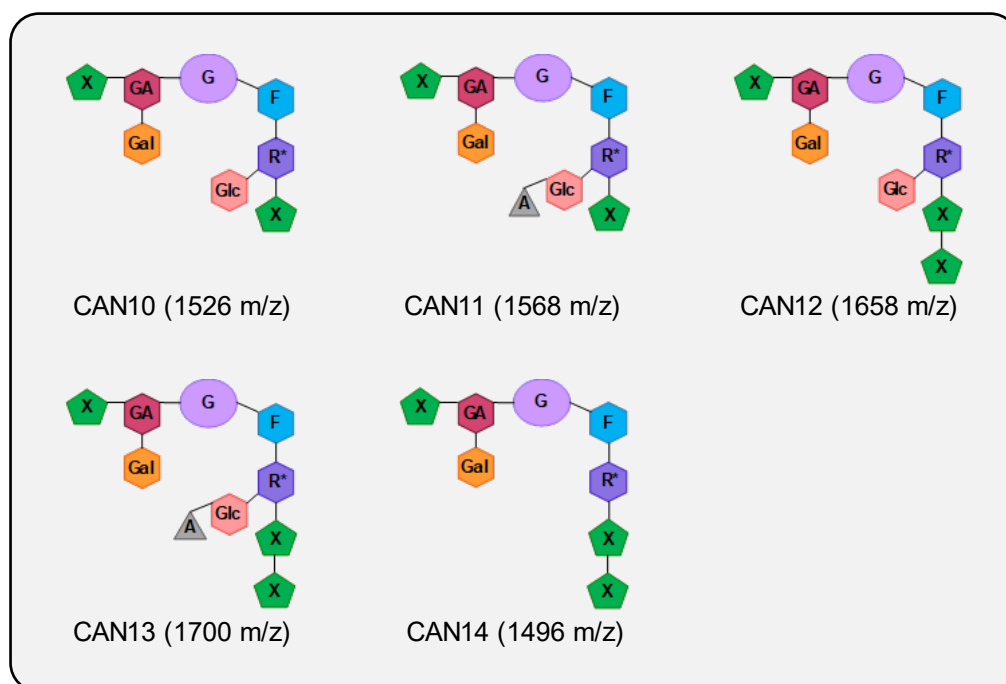 X GA G F X GA G F X GA G F
Gal R* Gal R* Gal R*
Glc A Glc Glc
X X X
X
CAN10 (1526 m/z) CAN11 (1568 m/z) CAN12 (1658 m/z)
X GA G F X GA G F
Gal R* Gal R*
A Glc
X X
X X
CAN13 (1700 m/z) CAN14 (1496 m/z)